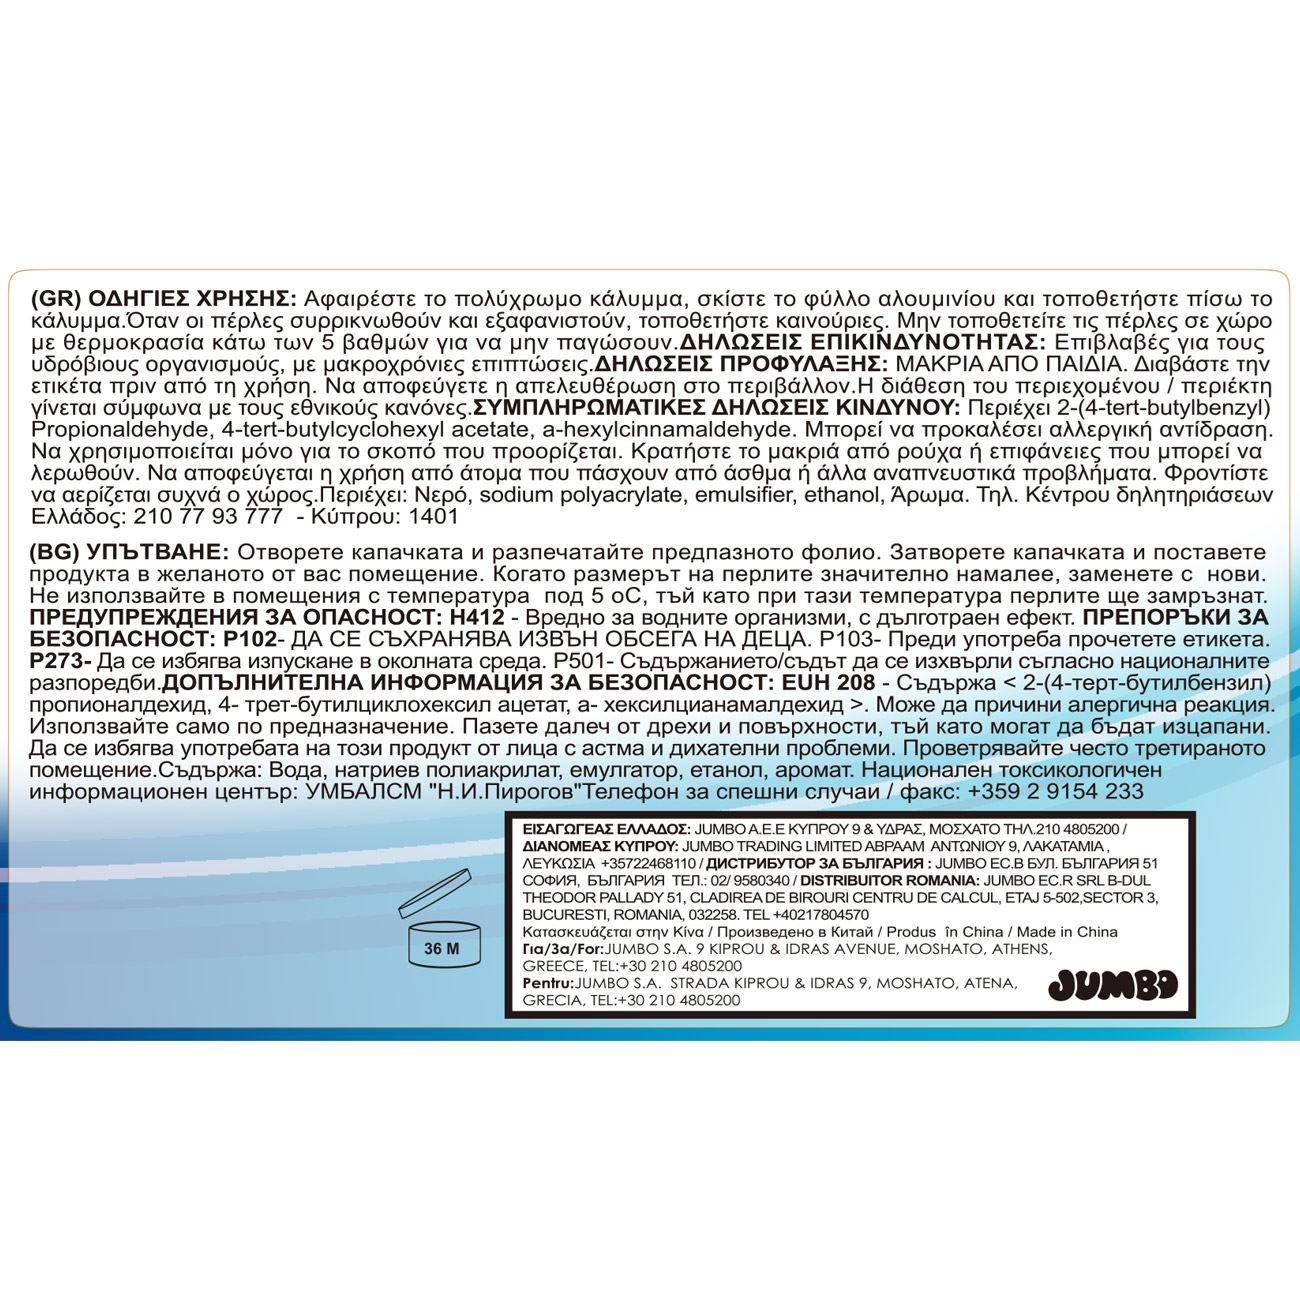 (GR) ΟΔΗΓΙΕΣ ΧΡΗΣΗΣ: Αφαιρέστε το πολύχρωμο κάλυμμα, σκίστε το φύλλο αλουμινίου και τοποθετήστε πίσω το
κάλυμμα.Όταν οι πέρλες συρρικνωθούν και εξαφανιστούν, τοποθετήστε καινούριες. Μην τοποθετείτε τις πέρλες σε χώρο
με θερμοκρασία κάτω των 5 βαθμών για να μην παγώσουν.ΔΗΛΩΣΕΙΣ ΕΠΙΚΙΝΔΥΝΟΤΗΤΑΣ: Επιβλαβές για τους
υδρόβιους οργανισμούς, με μακροχρόνιες επιπτώσεις.ΔΗΛΩΣΕΙΣ ΠΡΟΦΥΛΑΞΗΣ: ΜΑΚΡΙΑ ΑΠΟ ΠΑΙΔΙΑ. Διαβάστε την
ετικέτα πριν από τη χρήση. Να αποφεύγετε η απελευθέρωση στο περιβάλλον.Η διάθεση του περιεχομένου / περιέκτη
γίνεται σύμφωνα με τους εθνικούς κανόνες.ΣΥΜΠΛΗΡΩΜΑΤΙΚΕΣ ΔΗΛΩΣΕΙΣ ΚΙΝΔΥΝΟΥ: Περιέχει 2-(4-tert-butylbenzyl)
Propionaldehyde, 4-tert-butylcyclohexyl acetate, a-hexylcinnamaldehyde. Μπορεί να προκαλέσει αλλεργική αντίδραση.
Να χρησιμοποιείται μόνο για το σκοπό που προορίζεται. Κρατήστε το μακριά από ρούχα ή επιφάνειες που μπορεί να
λερωθούν. Να αποφεύγεται η χρήση από άτομα που πάσχουν από άσθμα ή άλλα αναπνευστικά προβλήματα. Φροντίστε
να αερίζεται συχνά ο χώρος.Περιέχει: Νερό, sodium polyacrylate, emulsifier, ethanol, Άρωμα. Τηλ. Κέντρου δηλητηριάσεων
Ελλάδος: 210 77 93 777 - Κύπρου: 1401
(BG) УПЪТВАНЕ: Отворете капачката и разпечатайте предпазното фолио. Затворете капачката и поставете
продукта в желаното от вас помещение. Когато размерът на перлите значително намалее, заменете с нови.
Не използвайте в помещения с температура под 5 оС, тъй като при тази температура перлите ще замръзнат.
ПРЕДУПРЕЖДЕНИЯ ЗА ОПАСНОСТ: H412 - Вредно за водните организми, с дълготраен ефект. ПРЕПОРЪКИ ЗА
БЕЗОПАСНОСТ: P102- ДА СЕ СЪХРАНЯВА ИЗВЪН ОБСЕГА НА ДЕЦА. P103- Преди употреба прочетете етикета.
P273- Да се избягва изпускане в околната среда. P501- Съдържанието/съдът да се изхвърли съгласно националните
разпоредби.ДОПЪЛНИТЕЛНА ИНФОРМАЦИЯ ЗА БЕЗОПАСНОСТ: EUH 208 - Съдържа < 2-(4-терт-бутилбензил)
пропионалдехид, 4- трет-бутилциклохексил ацетат, а- хексилцианамалдехид >. Може да причини алергична реакция.
Използвайте само по предназначение. Пазете далеч от дрехи и повърхности, тъй като могат да бъдат изцапани.
Да се избягва употребата на този продукт от лица с астма и дихателни проблеми. Проветрявайте често третираното
помещение.Съдържа: Вода, натриев полиакрилат, емулгатор, етанол, аромат. Национален токсикологичен
информационен център: УМБАЛСМ "Н.И.Пирогов"Телефон за спешни случаи / факс: +359 2 9154 233
36 M
ΕΙΣΑΓΩΓΕΑΣ ΕΛΛΑΔΟΣ: JUMBO A.E.E ΚΥΠΡΟΥ 9 & ΥΔΡΑΣ, ΜΟΣΧΑΤΟ ΤΗΛ.210 4805200 /
ΔΙΑΝΟΜΕΑΣ ΚΥΠΡΟΥ: JUMBO TRADING LIMITED ΑΒΡΑΑΜ ΑΝΤΩΝΙΟΥ 9, ΛΑΚΑΤΑΜΙΑ ,
ΛΕΥΚΩΣΙΑ +35722468110 / ДИСТРИБУТОР ЗА БЪЛГАРИЯ : JUMBO EC.B БУЛ. БЪЛГАРИЯ 51
СОФИЯ, БЪЛГАРИЯ ТЕЛ.: 02/ 9580340 / DISTRIBUITOR ROMANIA: JUMBO EC.R SRL B-DUL
THEODOR PALLADY 51, CLADIREA DE BIROURI CENTRU DE CALCUL, ETAJ 5-502,SECTOR 3,
BUCURESTI, ROMANIA, 032258. TEL +40217804570
Κατασκευάζεται στην Κίνα / Произведено в Китай / Produs în China / Made in China
Για/За/For:JUMBO S.A. 9 KIPROU & IDRAS AVENUE, MOSHATO, ATHENS,
GREECE, TEL:+30 210 4805200
Pentru:JUMBO S.A. STRADA KIPROU & IDRAS 9, MOSHATO, ATENA,
GRECIA, TEL:+30 210 4805200
JUMBO